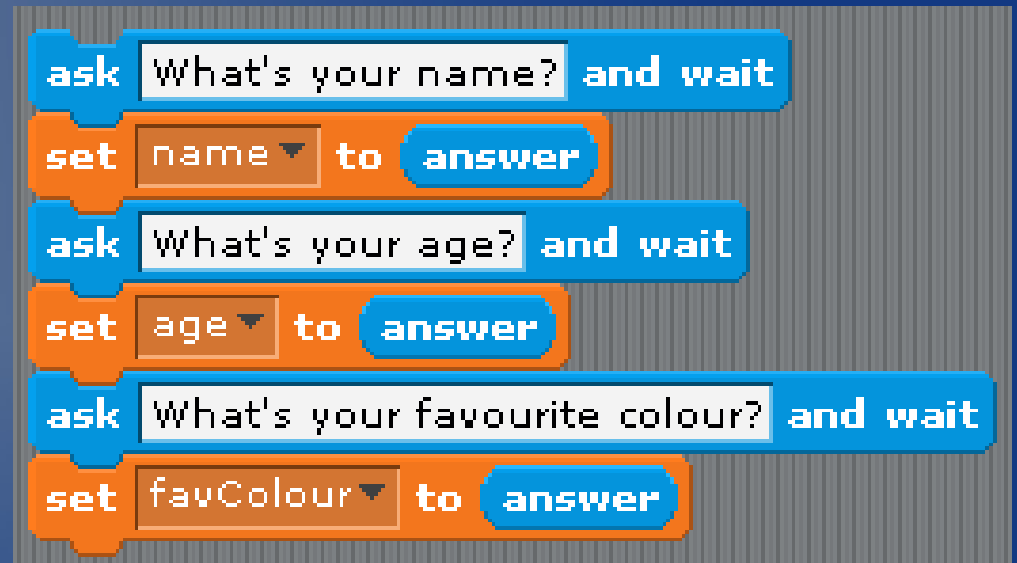 ask What's your name? and wait
set name to answer
ask What's your age? and wait
set age to answer
ask What's your favourite colour? and wait
set favColour to answer